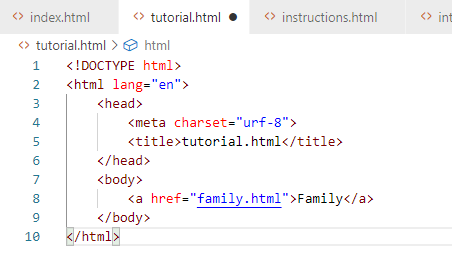 <> index.html <> tutorial.html ● <> instructions.html <> int
<> tutorial.html > html
1 <!DOCTYPE html>
2 <html lang="en">
3 <head>
4 <meta charset="urf-8">
5 <title>tutorial.html</title>
6 </head>
7 <body>
8 <a href="family.html">Family</a>
9 </body>
10 </html>